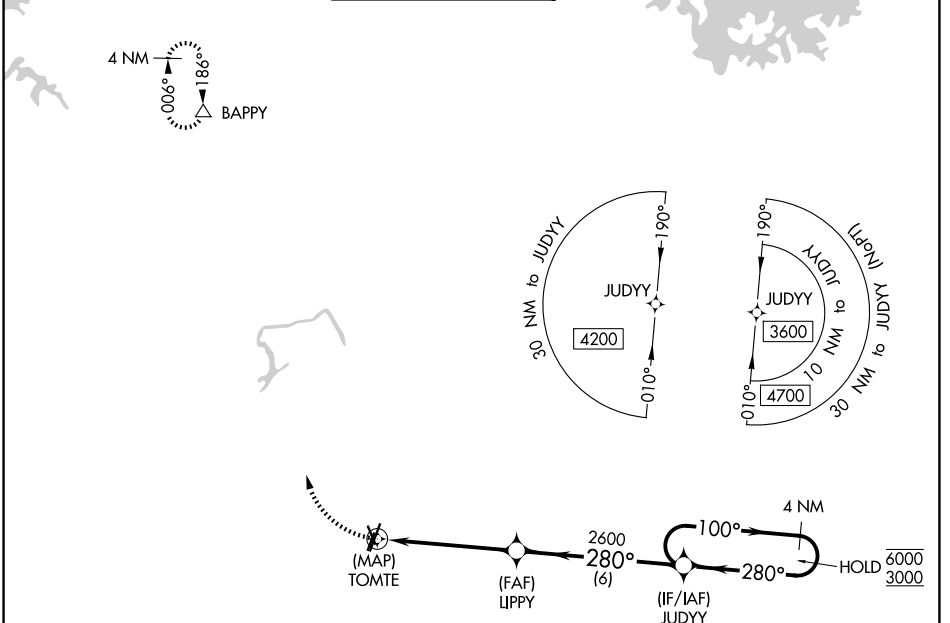 4 NM
006°
186°
BAPPY
30 NM to JUDYY
190°
JUDYY
4200
010°
190°
JUDYY
3600
10 NM to JUDYY
4700
010°
30 NM to JUDYY (NoPT)
4 NM
100°
2600
280°
(6)
280°
HOLD
6000
3000
(MAP)
TOMTE
(FAF)
LIPPY
(IF/IAF)
JUDYY